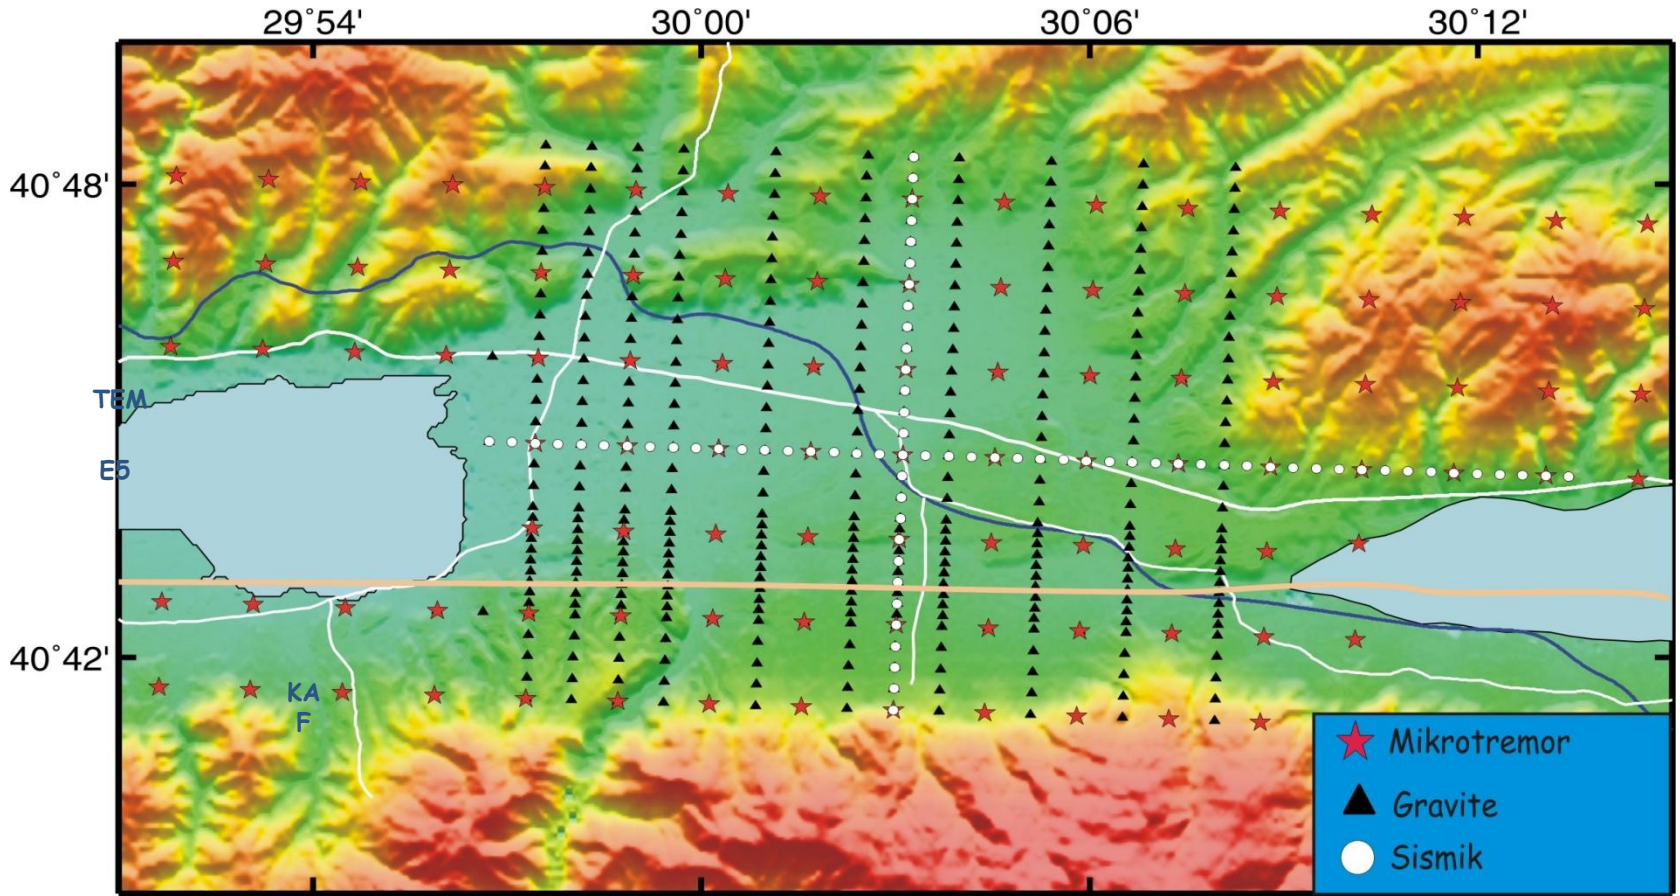 29°54' 30°00' 30°06' 30°12'
40°48'
TEM
E5
40°42'
KA
F
Mikrotremor
Gravite
Sismik